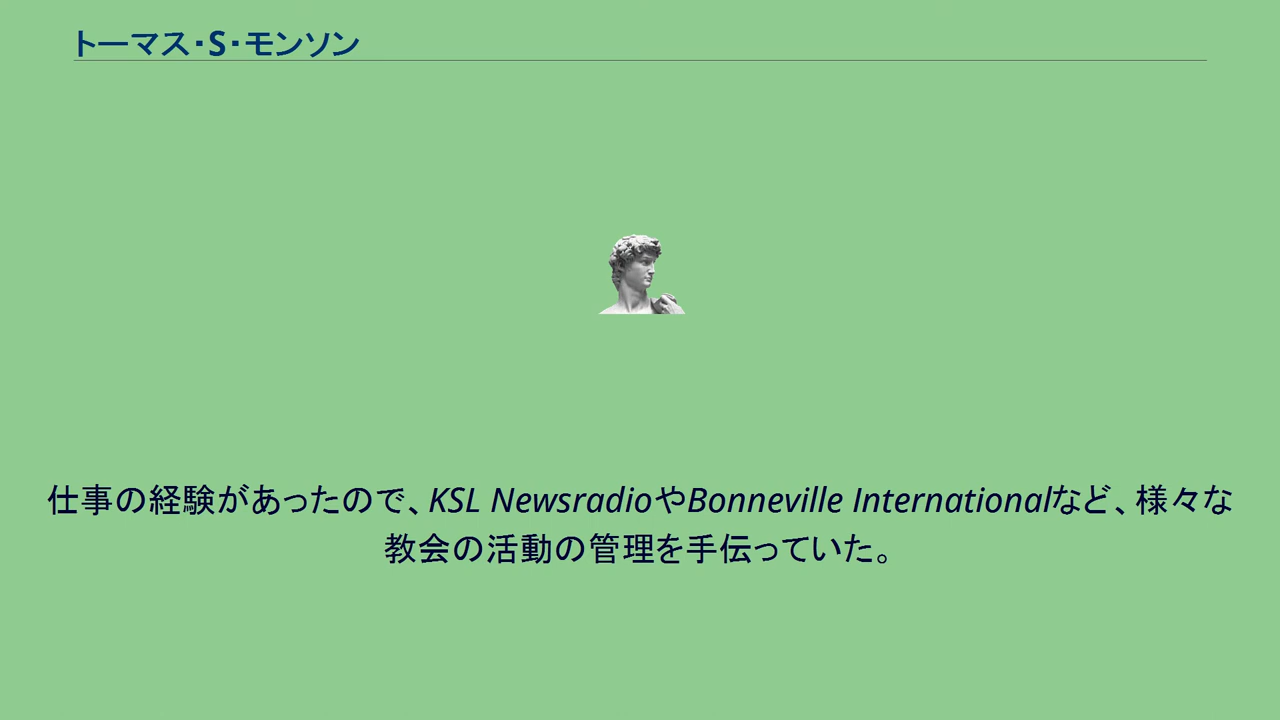 トーマス・S・モンソン
仕事の経験があったので、KSL NewsradioやBonneville Internationalなど、様々な
教会の活動の管理を手伝っていた。